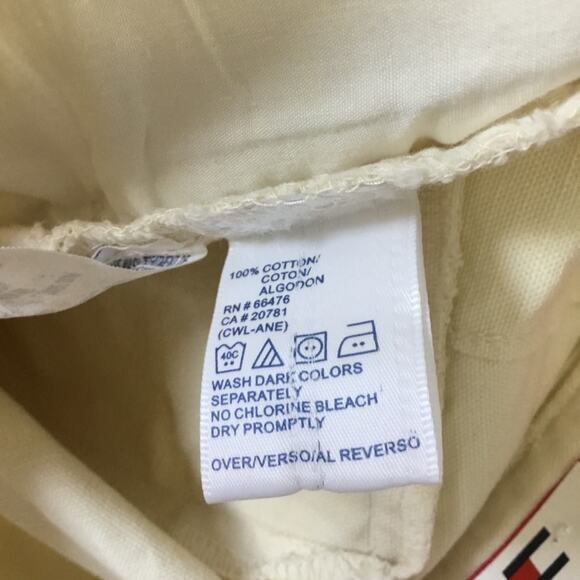 100% COTTON/
COTON/
ALGODON
RN # 66476
CA # 20781
(CWL-ANE)
40C
WASH DARK COLORS
SEPARATELY
NO CHLORINE BLEACH
DRY PROMPTLY
OVER/VERSO/AL REVERSO